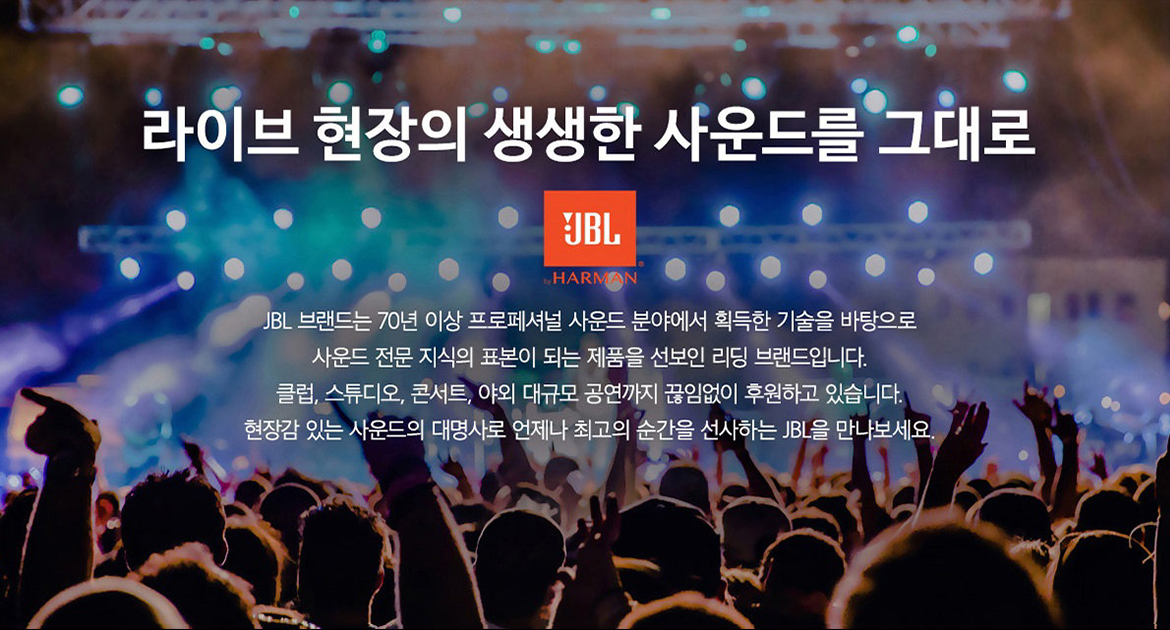 라이브 현장의 생생한 사운드를 그대로
JBL
by HARMAN
JBL 브랜드는 70년 이상 프로페셔널 사운드 분야에서 획득한 기술을 바탕으로
사운드 전문 지식의 표본이 되는 제품을 선보인 리딩 브랜드입니다.
클럽, 스튜디오, 콘서트, 야외 대규모 공연까지 끊임없이 후원하고 있습니다.
현장감 있는 사운드의 대명사로 언제나 최고의 순간을 선사하는 JBL을 만나보세요.